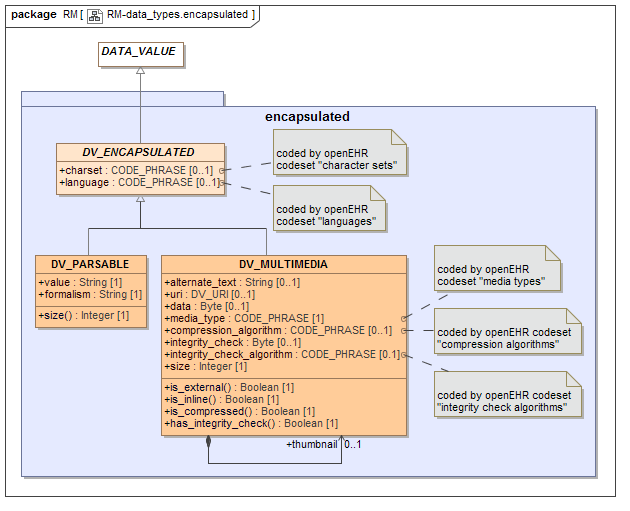 package RM [ RM-data_types.encapsulated ]
DATA_VALUE
encapsulated
DV_ENCAPSULATED
+charset : CODE_PHRASE [0..1]
+language : CODE_PHRASE [0..1]
coded by openEHR
codeset "character sets"
coded by openEHR
codeset "languages"
DV_PARSABLE
+value : String [1]
+formalism : String [1]
+size() : Integer [1]
DV_MULTIMEDIA
+alternate_text : String [0..1]
+uri : DV_URI [0..1]
+data : Byte [0..1]
+media_type : CODE_PHRASE [1]
+compression_algorithm : CODE_PHRASE [0..1]
+integrity_check : Byte [0..1]
+integrity_check_algorithm : CODE_PHRASE [0.1]
+size : Integer [1]
+is_external() : Boolean [1]
+is_inline() : Boolean [1]
+is_compressed() : Boolean [1]
+has_integrity_check() : Boolean [1]
+thumbnail 0..1
coded by openEHR
codeset "media types"
coded by openEHR codeset
"compression algorithms"
coded by openEHR codeset
"integrity check algorithms"